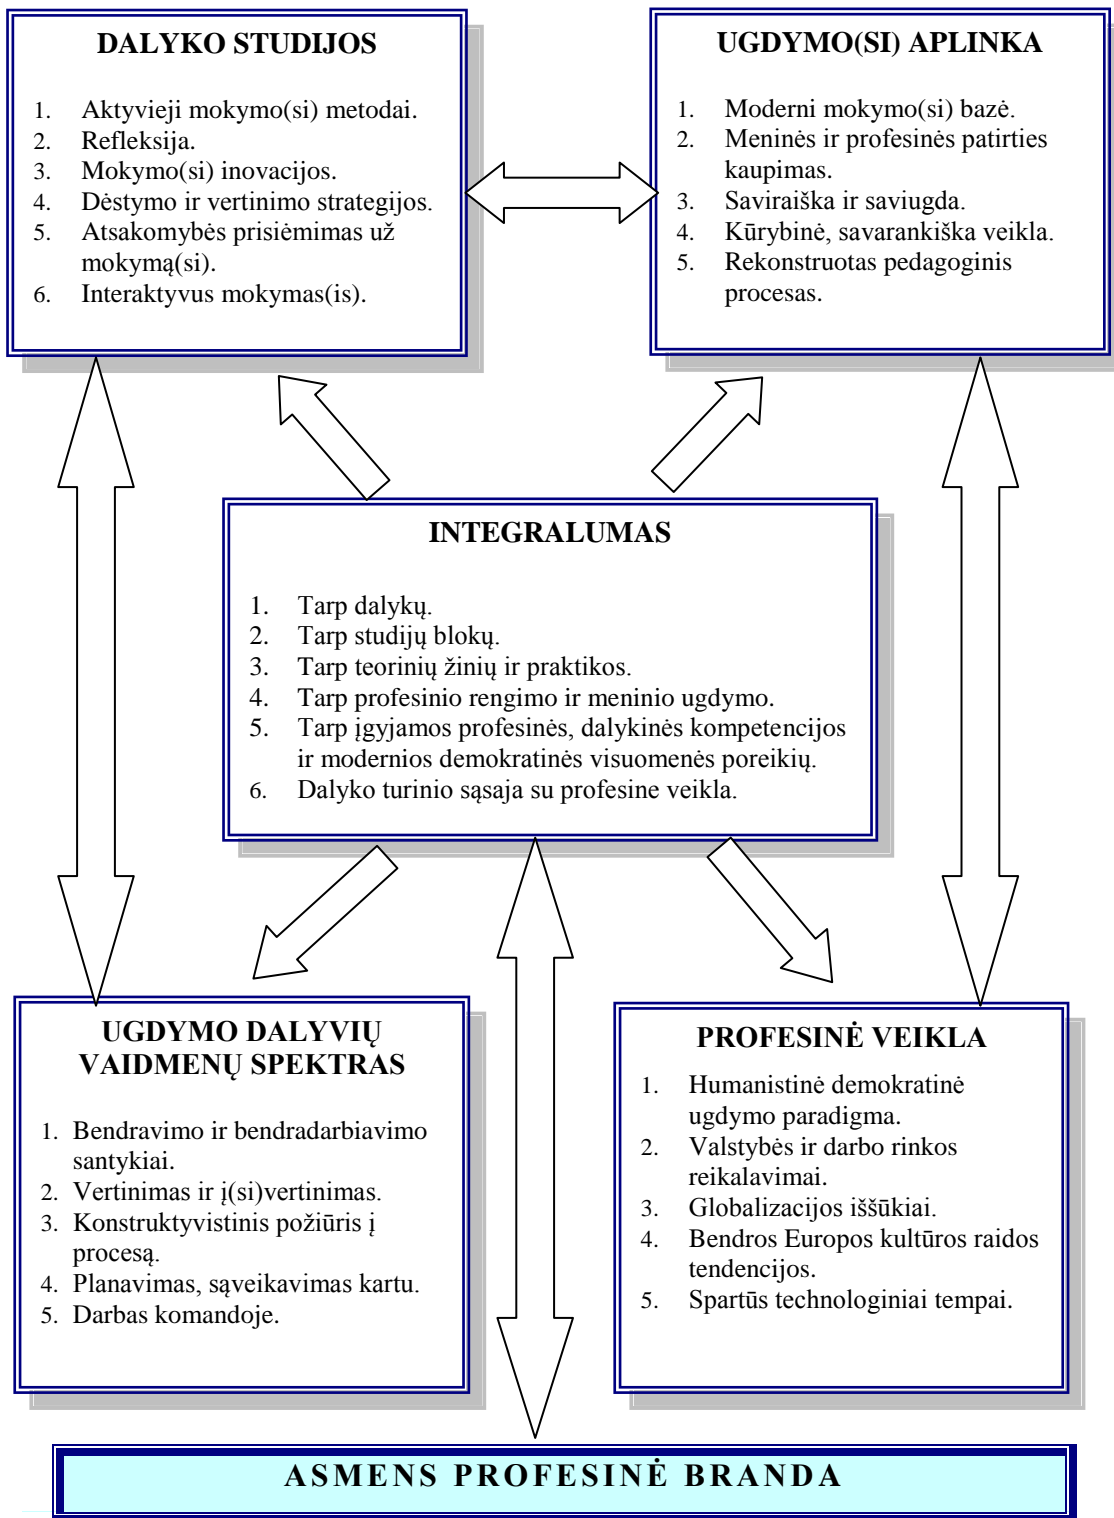 DALYKO STUDIJOS
1. Aktyvieji mokymo(si) metodai.
2. Refleksija.
3. Mokymo(si) inovacijos.
4. Dėstymo ir vertinimo strategijos.
5. Atsakomybės prisiėmimas už
mokymą(si).
6. Interaktyvus mokymas(is).
UGDYMO(SI) APLINKA
1. Moderni mokymo(si) bazė.
2. Meninės ir profesinės patirties
kaupimas.
3. Saviraiška ir saviugda.
4. Kūrybinė, savarankiška veikla.
5. Rekonstruotas pedagoginis
procesas.
INTEGRALUMAS
1. Tarp dalykų.
2. Tarp studijų blokų.
3. Tarp teorinių žinių ir praktikos.
4. Tarp profesinio rengimo ir meninio ugdymo.
5. Tarp įgyjamos profesinės, dalykinės kompetencijos
ir modernios demokratinės visuomenės poreikių.
6. Dalyko turinio sąsaja su profesine veikla.
UGDYMO DALYVIŲ
VAIDMENŲ SPEKTRAS
1. Bendravimo ir bendradarbiavimo
santykiai.
2. Vertinimas ir į(si)vertinimas.
3. Konstruktyvistinis požiūris į
procesą.
4. Planavimas, sąveikavimas kartu.
5. Darbas komandoje.
PROFESINĖ VEIKLA
1. Humanistinė demokratinė
ugdymo paradigma.
2. Valstybės ir darbo rinkos
reikalavimai.
3. Globalizacijos iššūkiai.
4. Bendros Europos kultūros raidos
tendencijos.
5. Spartūs technologiniai tempai.
ASMENS PROFESINĖ BRANDA